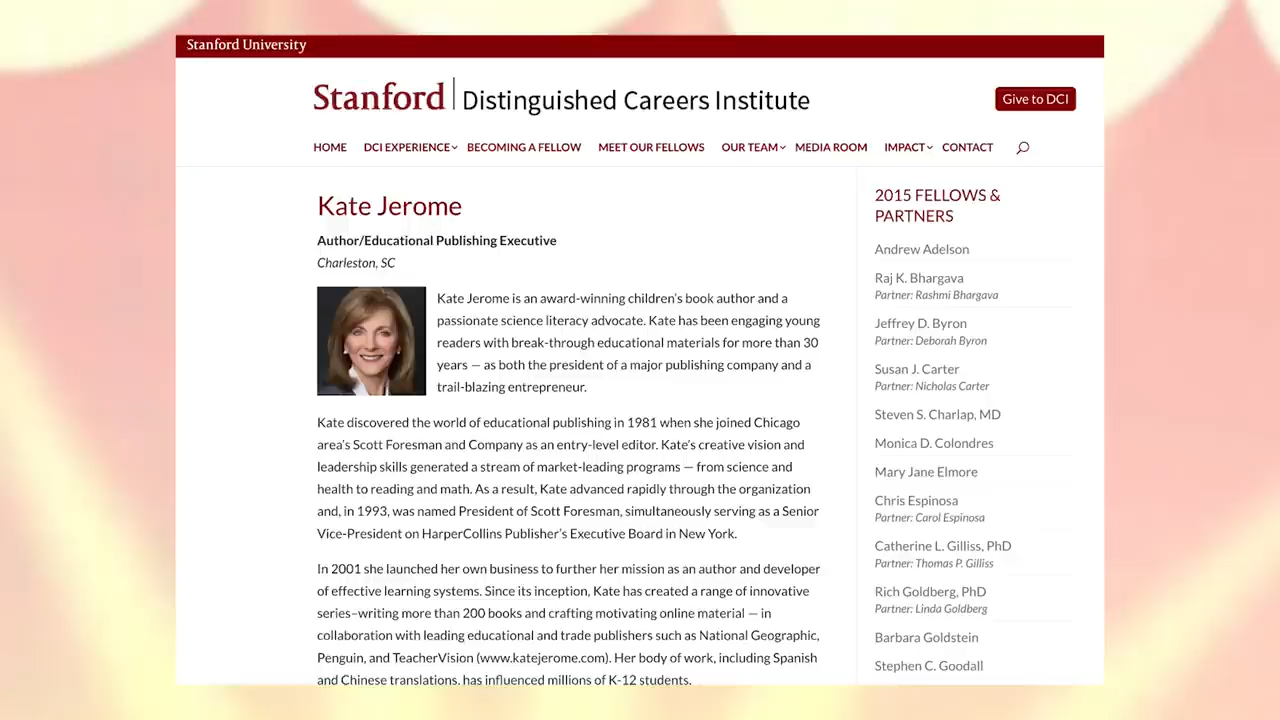 Stanford University
Stanford | Distinguished Careers Institute
Give to DCI
HOME DCI EXPERIENCE BECOMING A FELLOW MEET OUR FELLOWS OUR TEAM MEDIA ROOM IMPACT CONTACT
Kate Jerome
Author/Educational Publishing Executive
Charleston, SC
Kate Jerome is an award-winning children's book author and a
passionate science literacy advocate. Kate has been engaging young
readers with break-through educational materials for more than 30
years — as both the president of a major publishing company and a
trail-blazing entrepreneur.
Kate discovered the world of educational publishing in 1981 when she joined Chicago
area's Scott Foresman and Company as an entry-level editor. Kate's creative vision and
leadership skills generated a stream of market-leading programs — from science and
health to reading and math. As a result, Kate advanced rapidly through the organization
and, in 1993, was named President of Scott Foresman, simultaneously serving as a Senior
Vice-President on HarperCollins Publisher's Executive Board in New York.
In 2001 she launched her own business to further her mission as an author and developer
of effective learning systems. Since its inception, Kate has created a range of innovative
series–writing more than 200 books and crafting motivating online material — in
collaboration with leading educational and trade publishers such as National Geographic,
Penguin, and TeacherVision (www.katejerome.com). Her body of work, including Spanish
and Chinese translations, has influenced millions of K-12 students.
2015 FELLOWS &
PARTNERS
Andrew Adelson
Raj K. Bhargava
Partner: Rashmi Bhargava
Jeffrey D. Byron
Partner: Deborah Byron
Susan J. Carter
Partner: Nicholas Carter
Steven S. Charlap, MD
Monica D. Colondres
Mary Jane Elmore
Chris Espinosa
Partner: Carol Espinosa
Catherine L. Gilliss, PhD
Partner: Thomas P. Gilliss
Rich Goldberg, PhD
Partner: Linda Goldberg
Barbara Goldstein
Stephen C. Goodall